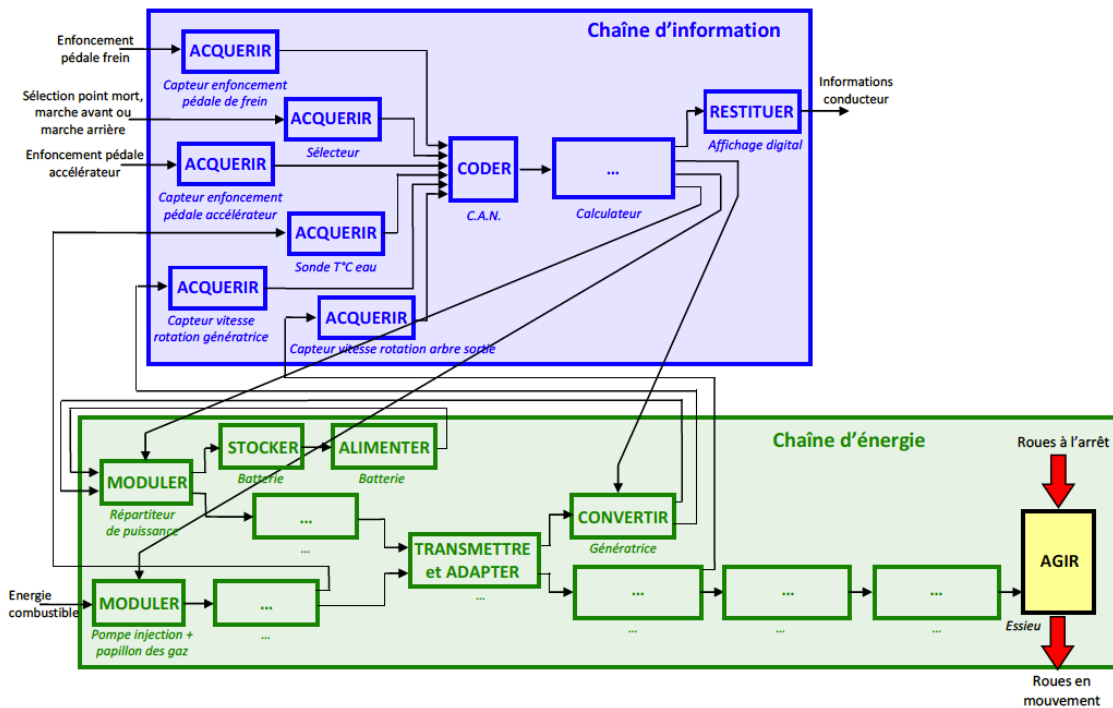 Chaîne d'information
Enfoncement
pédale frein
ACQUERIR
Capteur enfoncement
pédale de frein
Sélection point mort,
marche avant ou
marche arrière
ACQUERIR
Sélecteur
Enfoncement pédale
accélérateur
ACQUERIR
Capteur enfoncement
pédale accélérateur
ACQUERIR
Sonde T°C eau
ACQUERIR
Capteur vitesse
rotation génératrice
ACQUERIR
Capteur vitesse rotation arbre sortie
CODER
C.A.N.
...
Calculateur
RESTITUER
Affichage digital
Informations
conducteur
Chaîne d'énergie
STOCKER
Batterie
ALIMENTER
Batterie
MODULER
Répartiteur
de puissance
...
...
TRANSMETTRE
et ADAPTER
...
CONVERTIR
Génératrice
Energie
combustible
MODULER
Pompe injection +
papillon des gaz
...
...
...
...
...
...
...
...
Essieu
Roues à l'arrêt
AGIR
Roues en
mouvement